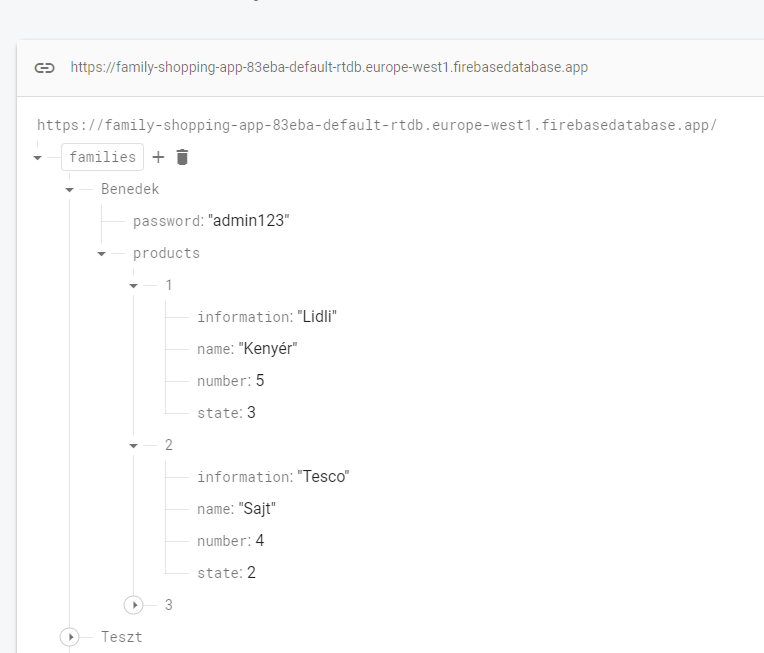 https://family-shopping-app-83eba-default-rtdb.europe-west1.firebasedatabase.app
https://family-shopping-app-83eba-default-rtdb.europe-west1.firebasedatabase.app/
families
Benedek
password: "admin123"
products
1
information: "Lidli"
name: "Kenyér"
number: 5
state: 3
2
information: "Tesco"
name: "Sajt"
number: 4
state: 2
3
Teszt